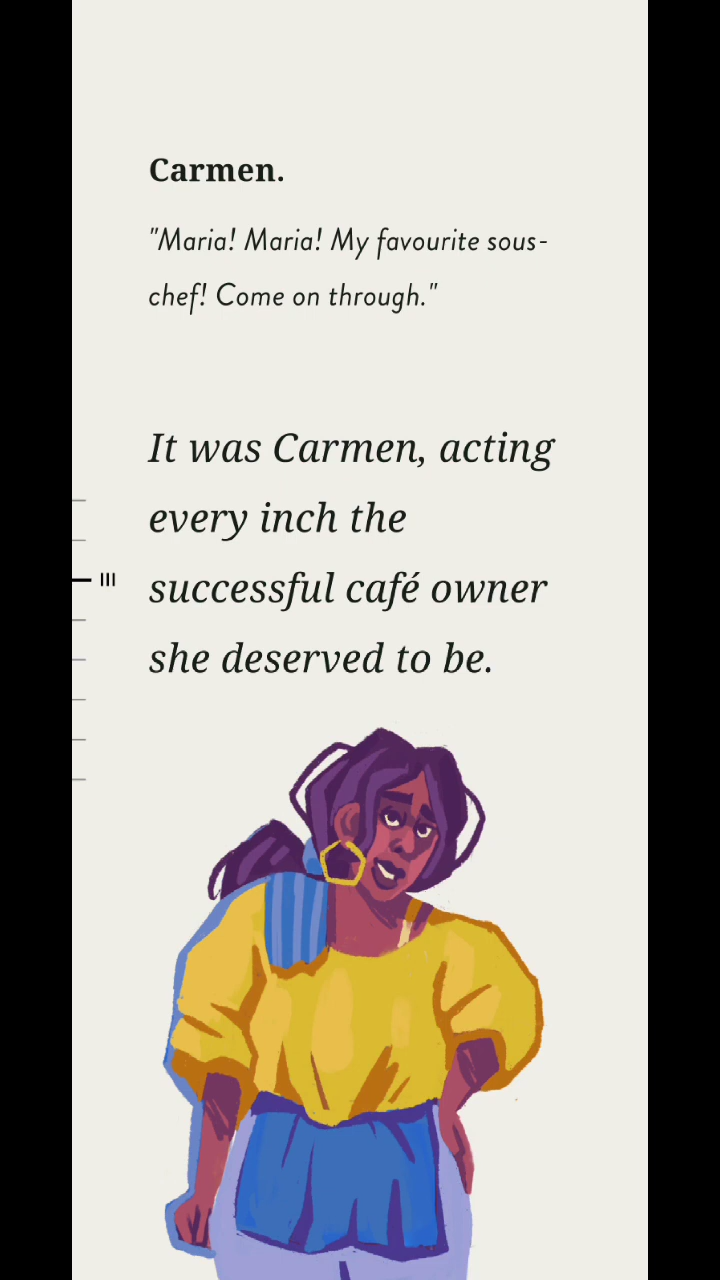 Carmen.
"Maria! Maria! My favourite sous-
chef! Come on through."
It was Carmen, acting
every inch the
III
successful café owner
she deserved to be.